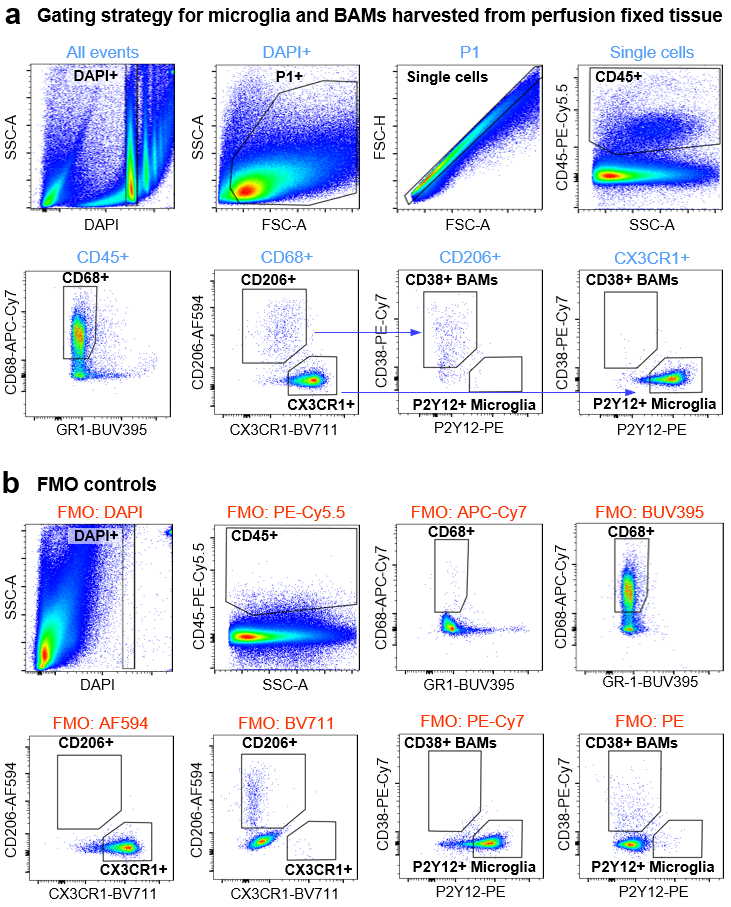 a Gating strategy for microglia and BAMs harvested from perfusion fixed tissue
All events
DAPI+
SSC-A
DAPI
DAPI+
P1+
SSC-A
FSC-A
P1
Single cells
FSC-H
FSC-A
Single cells
CD45+
CD45-PE-Cy5.5
SSC-A
CD45+
CD68+
CD68-APC-Cy7
GR1-BUV395
CD68+
CD206+
CX3CR1+
CD206-AF594
CX3CR1-BV711
CD206+
CD38+ BAMs
P2Y12+ Microglia
CD38-PE-Cy7
P2Y12-PE
CX3CR1+
CD38+ BAMs
P2Y12+ Microglia
CD38-PE-Cy7
P2Y12-PE
b FMO controls
FMO: DAPI
DAPI+
SSC-A
DAPI
FMO: PE-Cy5.5
CD45+
CD45-PE-Cy5.5
SSC-A
FMO: APC-Cy7
CD68+
CD68-APC-Cy7
GR1-BUV395
FMO: BUV395
CD68+
CD68-APC-Cy7
GR-1-BUV395
FMO: AF594
CD206+
CX3CR1+
CD206-AF594
CX3CR1-BV711
FMO: BV711
CD206+
CX3CR1+
CD206-AF594
CX3CR1-BV711
FMO: PE-Cy7
CD38+ BAMs
P2Y12+ Microglia
CD38-PE-Cy7
P2Y12-PE
FMO: PE
CD38+ BAMs
P2Y12+ Microglia
CD38-PE-Cy7
P2Y12-PE